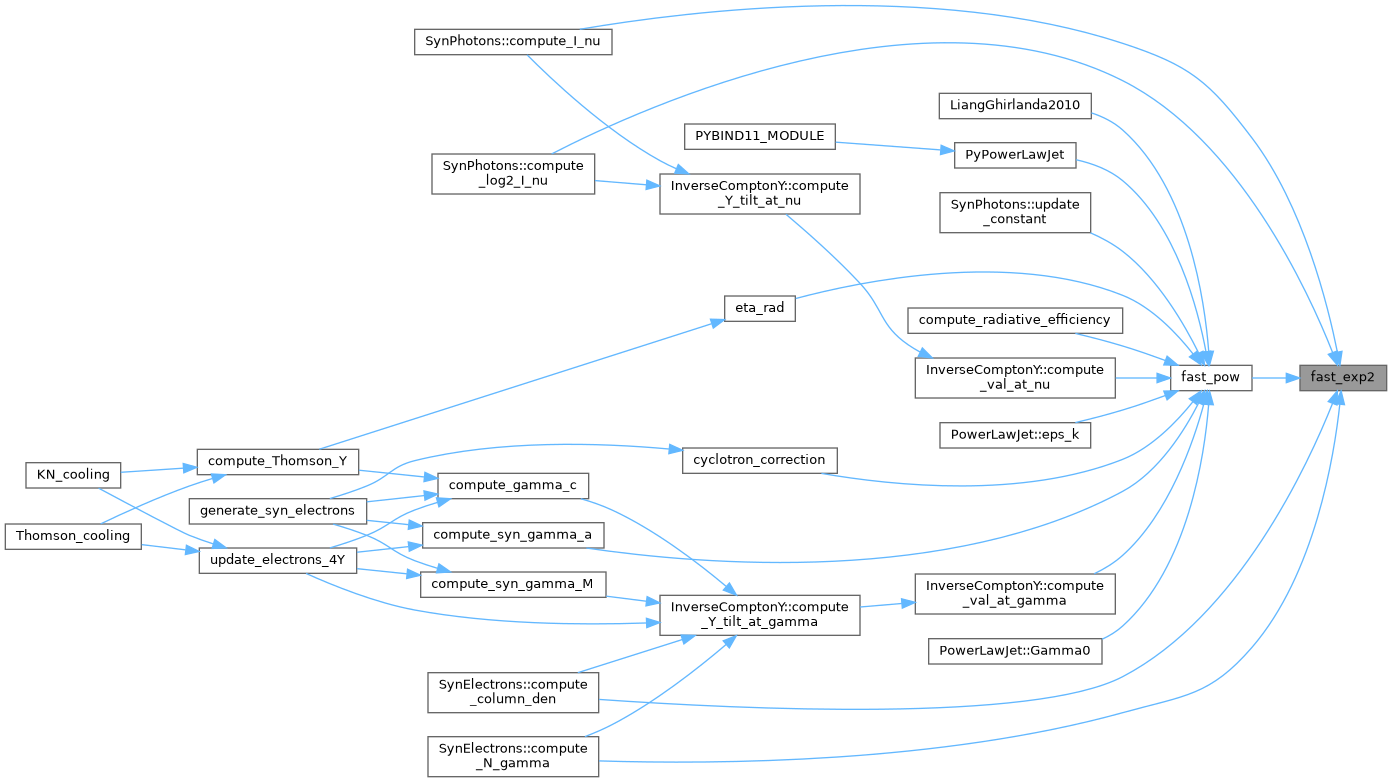 SynPhotons::compute_I_nu
LiangGhirlanda2010
PYBIND11_MODULE
PyPowerLawJet
SynPhotons::compute
_log2_I_nu
InverseComptonY::compute
_Y_tilt_at_nu
SynPhotons::update
_constant
eta_rad
compute_radiative_efficiency
InverseComptonY::compute
_val_at_nu
fast_pow
fast_exp2
PowerLawJet::eps_k
compute_Thomson_Y
cyclotron_correction
KN_cooling
compute_gamma_c
generate_syn_electrons
Thomson_cooling
compute_syn_gamma_a
update_electrons_4Y
compute_syn_gamma_M
InverseComptonY::compute
_val_at_gamma
InverseComptonY::compute
_Y_tilt_at_gamma
PowerLawJet::Gamma0
SynElectrons::compute
_column_den
SynElectrons::compute
_N_gamma